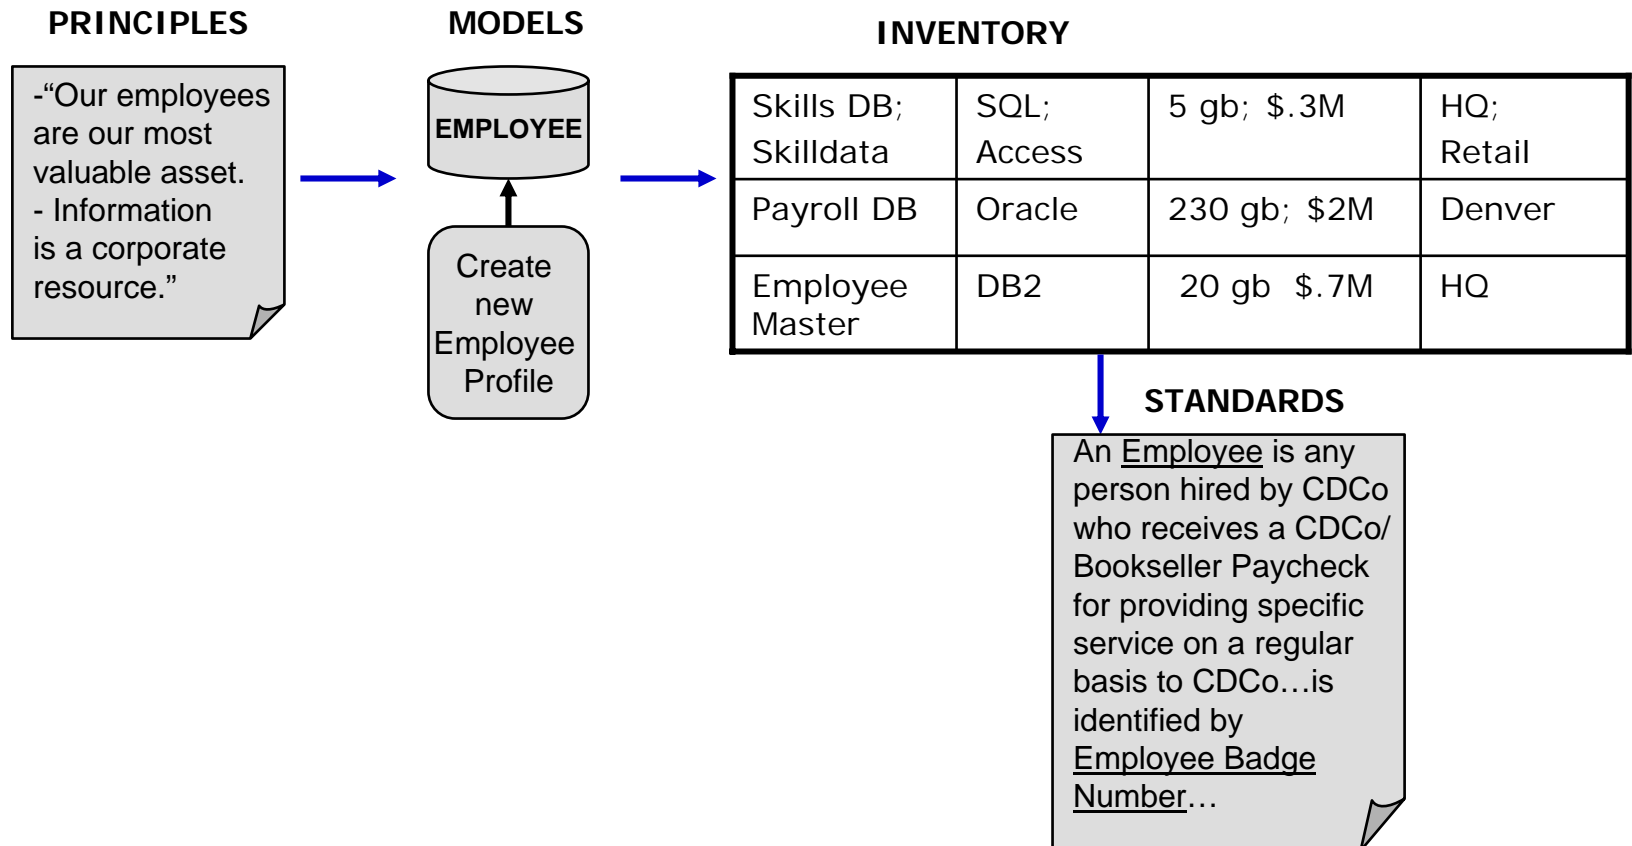 PRINCIPLES
-“Our employees
are our most
valuable asset.
- Information
is a corporate
resource.”
MODELS
EMPLOYEE
Create
new
Employee
Profile
INVENTORY
Skills DB;
Skilldata
SQL;
Access
5 gb; $.3M
HQ;
Retail
Payroll DB
Oracle
230 gb; $2M
Denver
Employee
Master
DB2
20 gb $.7M
HQ
STANDARDS
An Employee is any
person hired by CDCo
who receives a CDCo/
Bookseller Paycheck
for providing specific
service on a regular
basis to CDCo…is
identified by
Employee Badge
Number…